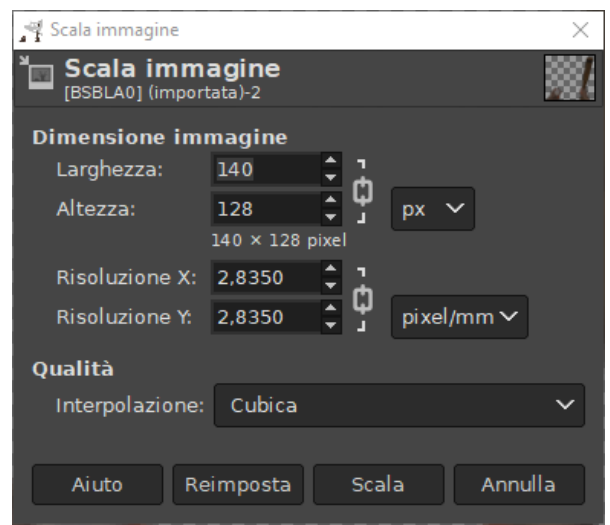 Scala immagine
Scala immagine
[BSBLA0] (importata)-2
Dimensione immagine
Larghezza: 140
Altezza: 128 px
140 × 128 pixel
Risoluzione X: 2,8350
Risoluzione Y: 2,8350 pixel/mm
Qualità
Interpolazione: Cubica
Aiuto Reimposta Scala Annulla